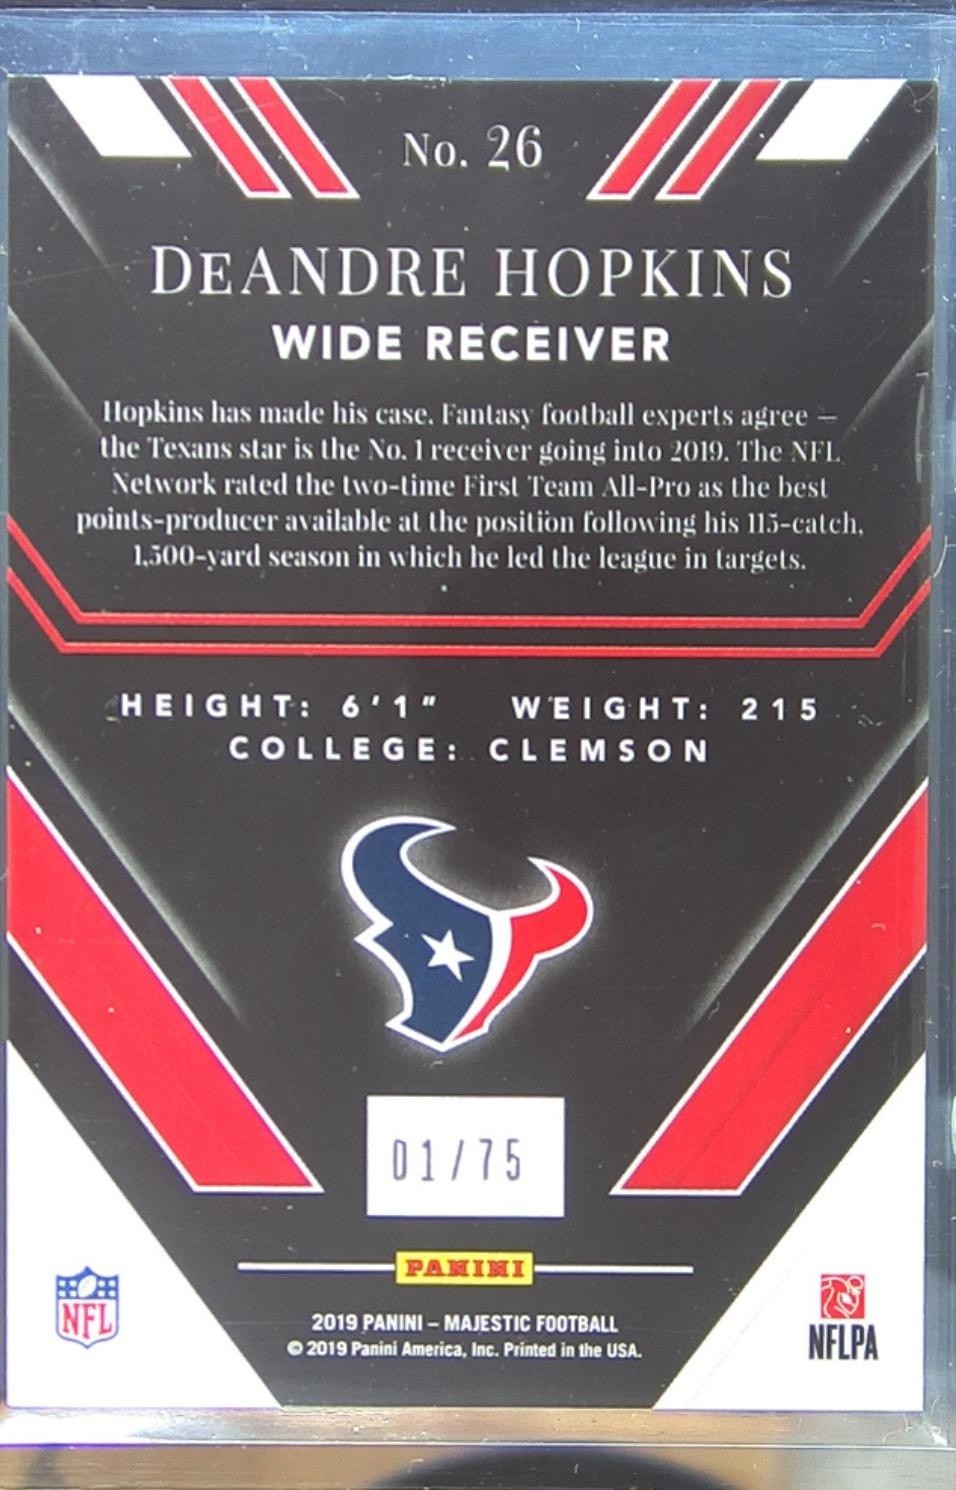 No. 26
DeANDRE HOPKINS
WIDE RECEIVER
Hopkins has made his case. Fantasy football experts agree —
the Texans star is the No. 1 receiver going into 2019. The NFL
Network rated the two-time First Team All-Pro as the best
points-producer available at the position following his 115-catch,
1,500-yard season in which he led the league in targets.
HEIGHT: 6'1" WEIGHT: 215
COLLEGE: CLEMSON
01/75
PANINI
NFL
2019 PANINI – MAJESTIC FOOTBALL
© 2019 Panini America, Inc. Printed in the USA.
NFLPA